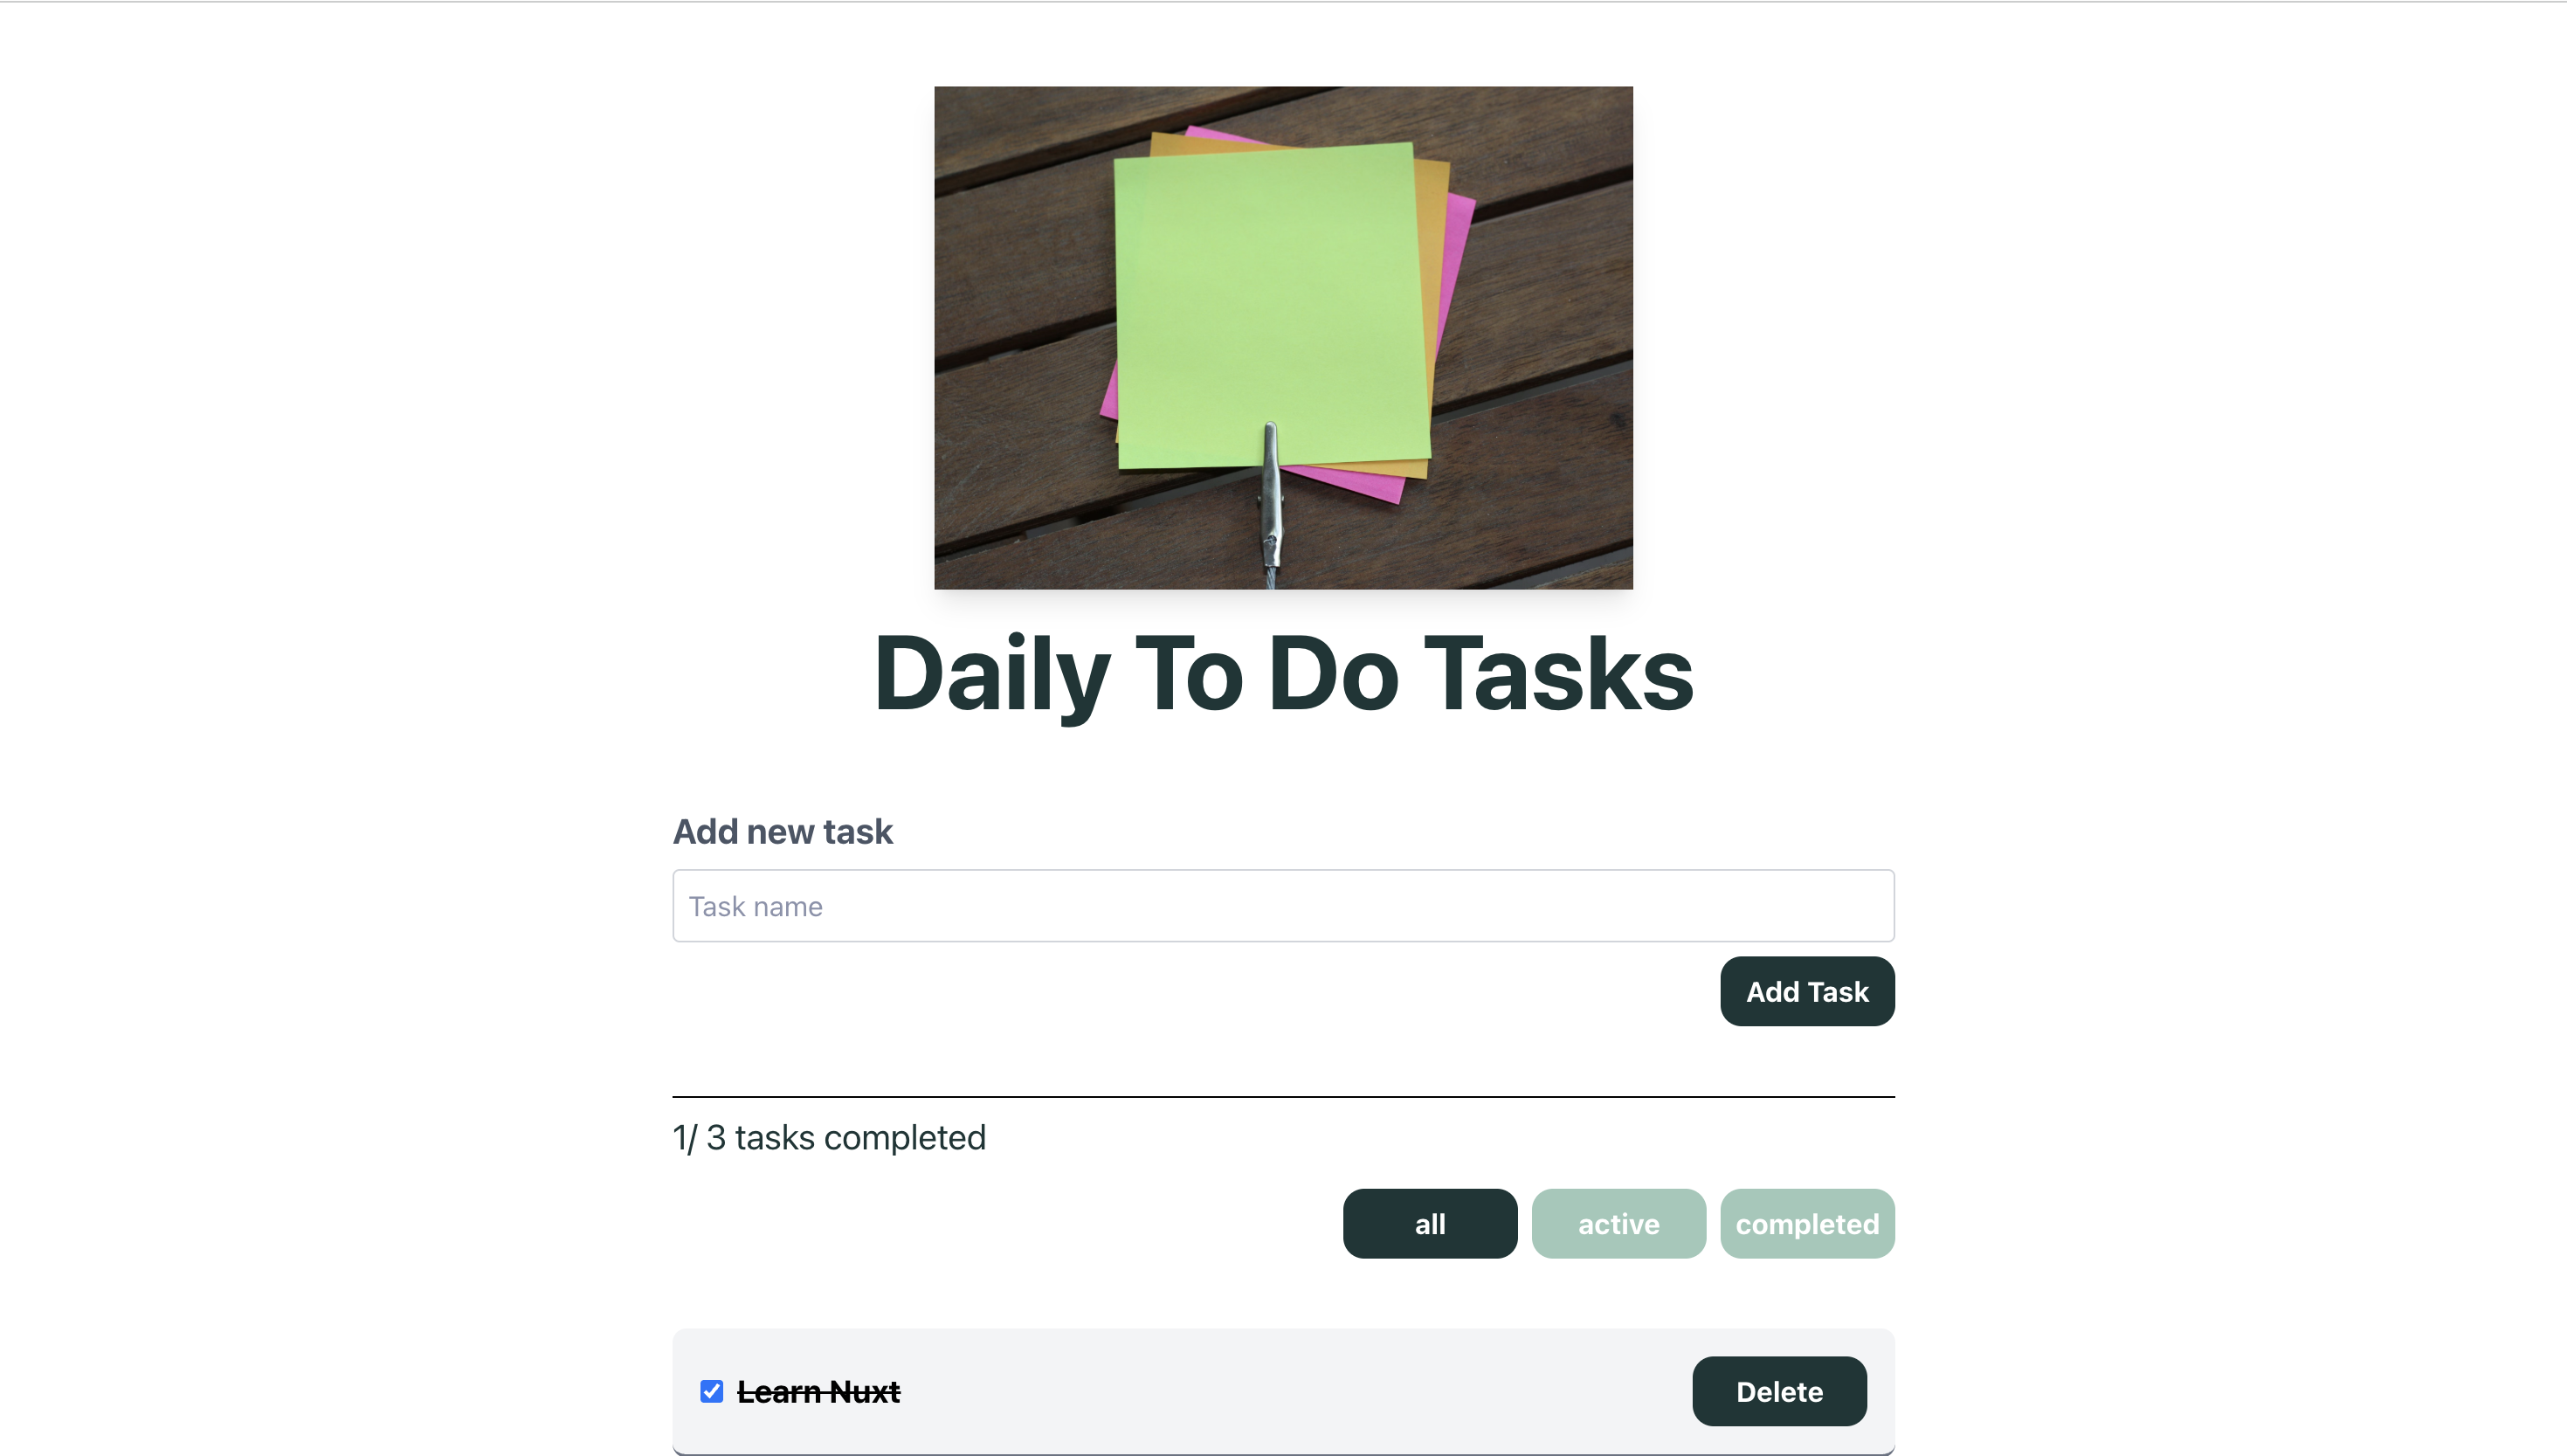 Daily To Do Tasks
Add new task
Task name
Add Task
1/ 3 tasks completed
all active completed
Learn Nuxt Delete